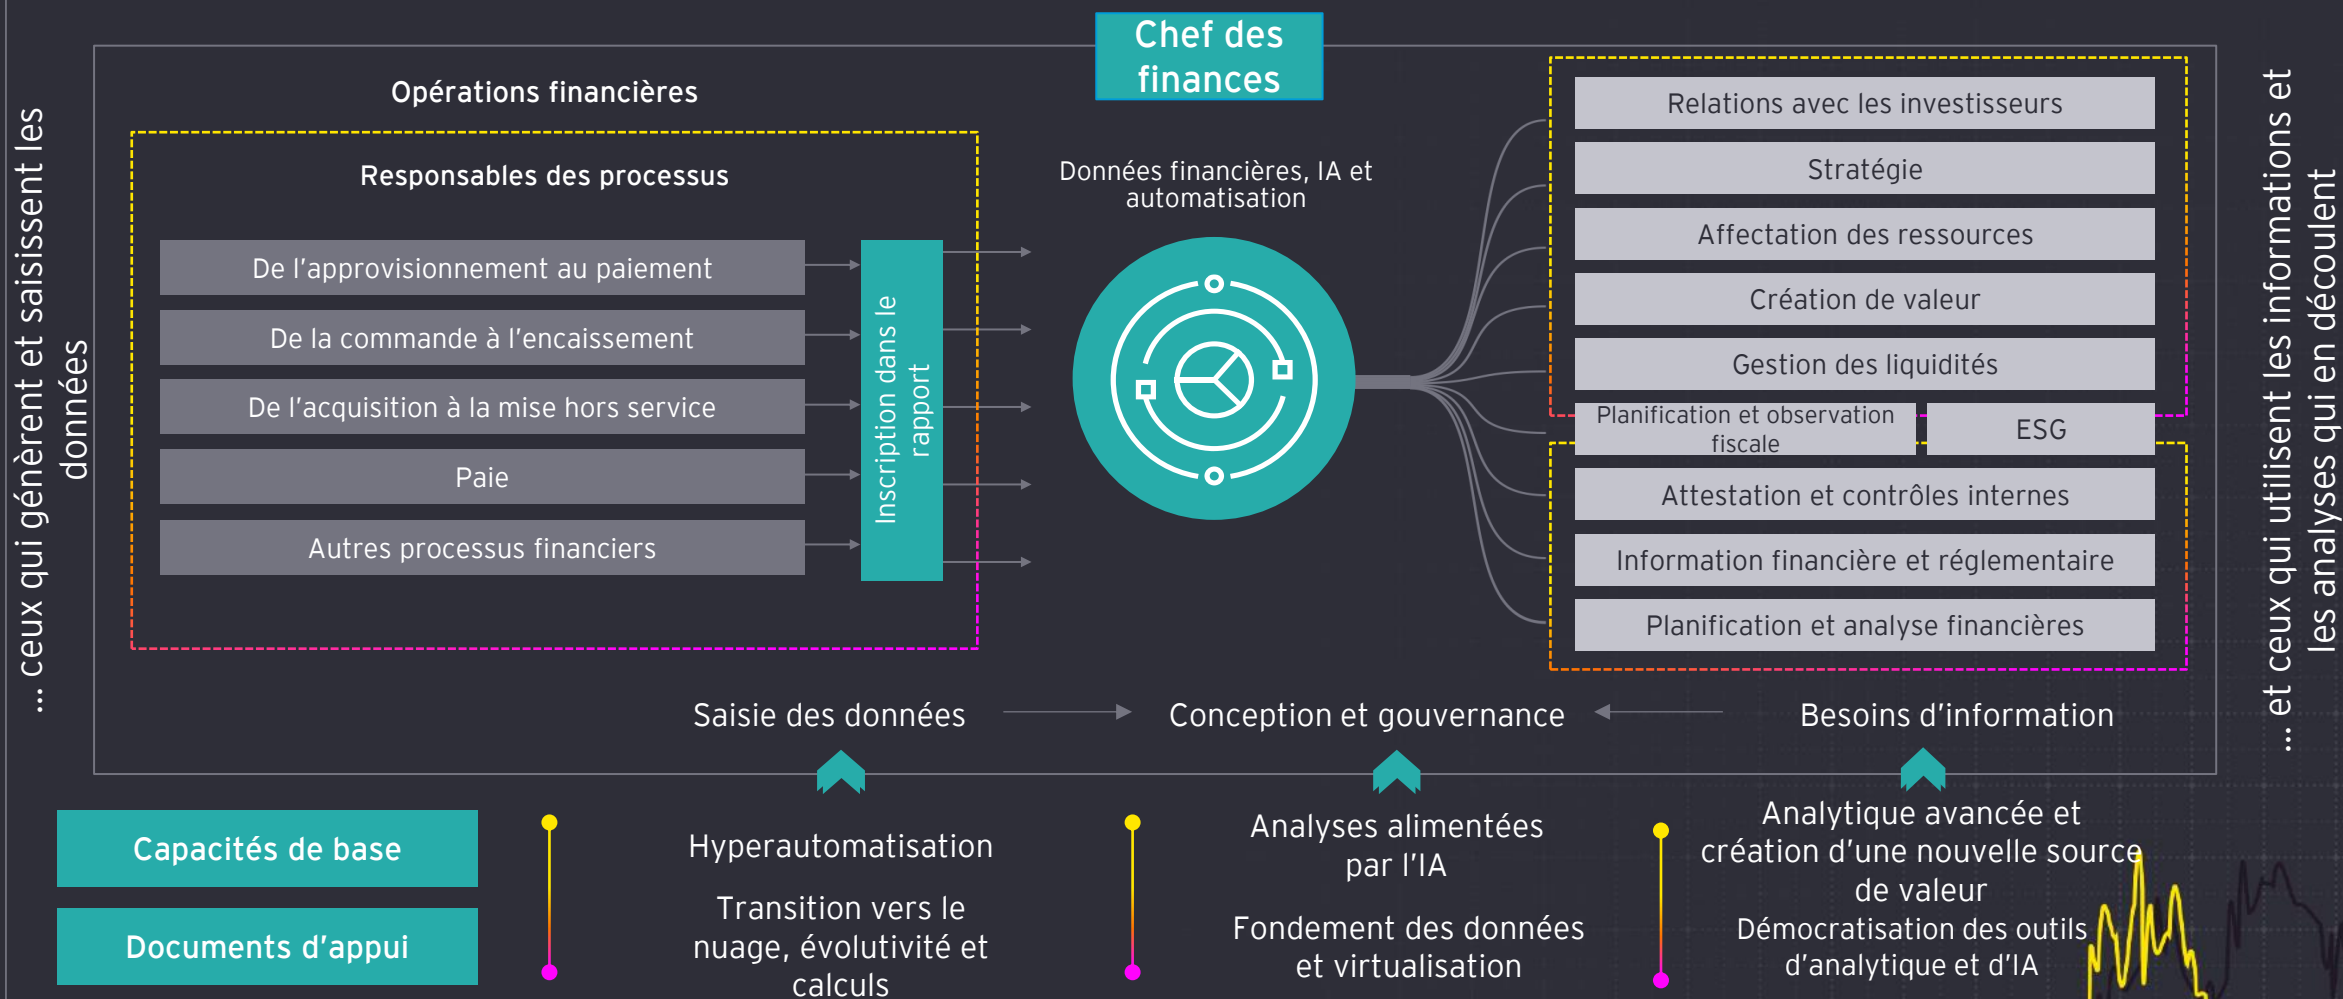 Chef des
finances
... ceux qui génèrent et saisissent les
données
Opérations financières
Responsables des processus
De l'approvisionnement au paiement
De la commande à l'encaissement
De l'acquisition à la mise hors service
Paie
Autres processus financiers
Inscription dans le
rapport
Données financières, IA et
automatisation
Relations avec les investisseurs
Stratégie
Affectation des ressources
Création de valeur
Gestion des liquidités
Planification et observation
fiscale
ESG
Attestation et contrôles internes
Information financière et réglementaire
Planification et analyse financières
... et ceux qui utilisent les informations et
les analyses qui en découlent
Saisie des données
Conception et gouvernance
Besoins d'information
Capacités de base
Hyperautomatisation
Analyses alimentées
par l'IA
Analytique avancée et
création d'une nouvelle source
de valeur
Documents d'appui
Transition vers le
nuage, évolutivité et
calculs
Fondement des données
et virtualisation
Démocratisation des outils
d'analytique et d'IA